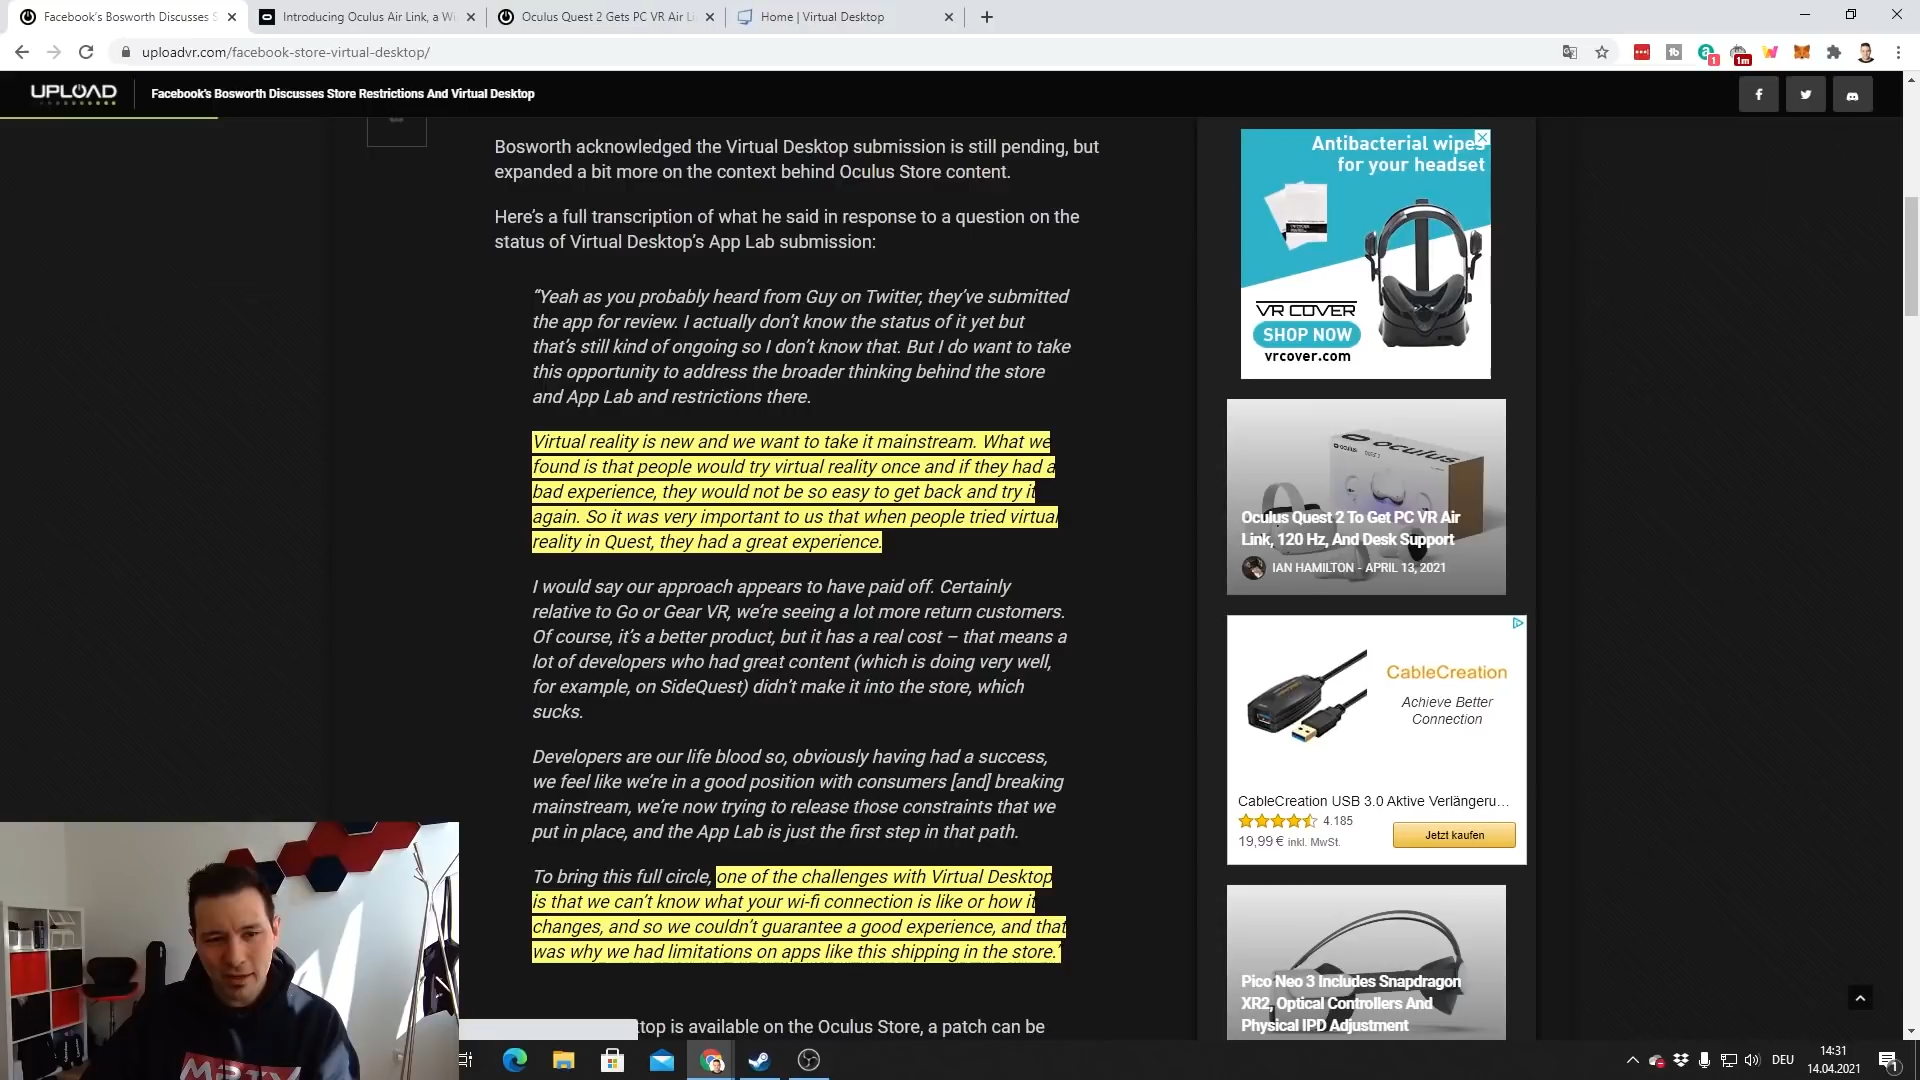 Facebook's Bosworth Discusses S
Introducing Oculus Air Link, a Wi
Oculus Quest 2 Gets PC VR Air Li
Home | Virtual Desktop
uploadvr.com/facebook-store-virtual-desktop/
1
1m
UPLOAD
Facebook's Bosworth Discusses Store Restrictions And Virtual Desktop
Bosworth acknowledged the Virtual Desktop submission is still pending, but
expanded a bit more on the context behind Oculus Store content.
Here's a full transcription of what he said in response to a question on the
status of Virtual Desktop's App Lab submission:
“Yeah as you probably heard from Guy on Twitter, they've submitted
the app for review. I actually don't know the status of it yet but
that's still kind of ongoing so I don't know that. But I do want to take
this opportunity to address the broader thinking behind the store
and App Lab and restrictions there.
Virtual reality is new and we want to take it mainstream. What we
found is that people would try virtual reality once and if they had a
bad experience, they would not be so easy to get back and try it
again. So it was very important to us that when people tried virtual
reality in Quest, they had a great experience.
I would say our approach appears to have paid off. Certainly
relative to Go or Gear VR, we're seeing a lot more return customers.
Of course, it's a better product, but it has a real cost – that means a
lot of developers who had great content (which is doing very well,
for example, on SideQuest) didn't make it into the store, which
sucks.
Developers are our life blood so, obviously having had a success,
we feel like we're in a good position with consumers [and] breaking
mainstream, we're now trying to release those constraints that we
put in place, and the App Lab is just the first step in that path.
To bring this full circle, one of the challenges with Virtual Desktop
is that we can't know what your wi-fi connection is like or how it
changes, and so we couldn't guarantee a good experience, and that
was why we had limitations on apps like this shipping in the store.”
top is available on the Oculus Store, a patch can be
Antibacterial wipes
for your headset
VR COVER
SHOP NOW
vrcover.com
oculus
Oculus Quest 2 To Get PC VR Air
Link, 120 Hz, And Desk Support
IAN HAMILTON - APRIL 13, 2021
CableCreation
Achieve Better
Connection
CableCreation USB 3.0 Aktive Verlängeru...
4.185
19,99 € inkl. MwSt.
Jetzt kaufen
Pico Neo 3 Includes Snapdragon
XR2, Optical Controllers And
Physical IPD Adjustment
DEU
14:31
14.04.2021
1